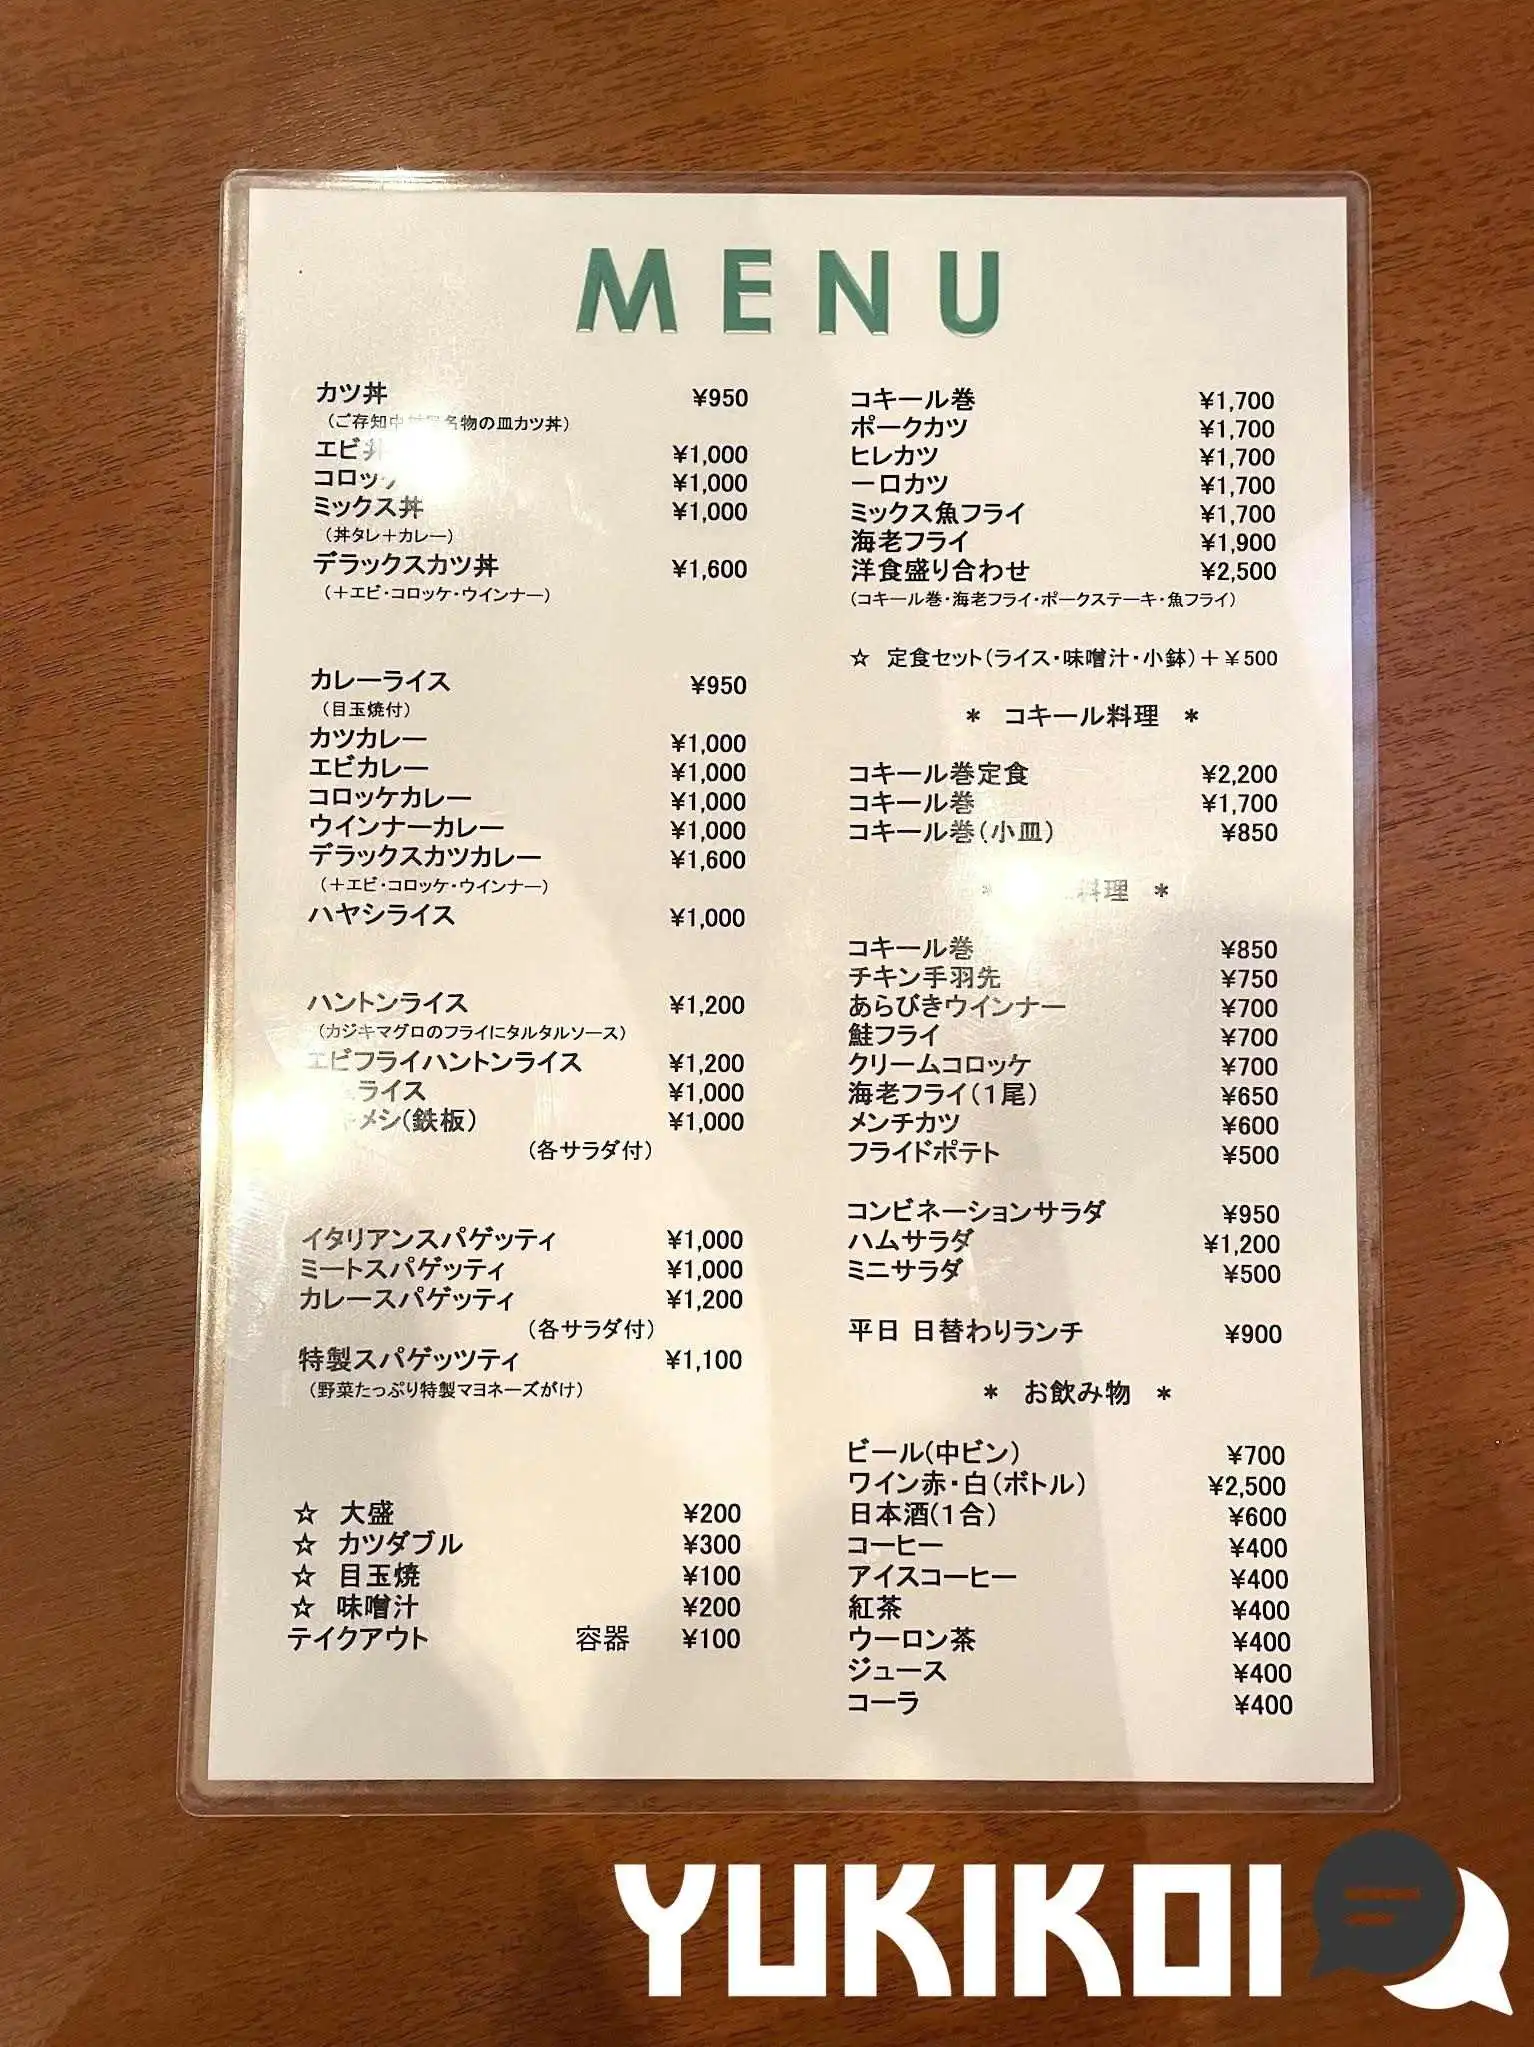 MENU
カツ丼 ¥950
(ご存知中 名物の皿カツ丼)
エビ丼 ¥1,000
コロッケ ¥1,000
ミックス丼 ¥1,000
(丼タレ+カレー)
デラックスカツ丼 ¥1,600
(+エビ・コロッケ・ウインナー)
カレーライス ¥950
(目玉焼付)
カツカレー ¥1,000
エビカレー ¥1,000
コロッケカレー ¥1,000
ウインナーカレー ¥1,000
デラックスカツカレー ¥1,600
(+エビ・コロッケ・ウインナー)
ハヤシライス ¥1,000
ハントンライス ¥1,200
(カジキマグロのフライにタルタルソース)
エビフライハントンライス ¥1,200
ライス ¥1,000
メシ(鉄板) ¥1,000
(各サラダ付)
イタリアンスパゲッティ ¥1,000
ミートスパゲッティ ¥1,000
カレースパゲッティ ¥1,200
(各サラダ付)
特製スパゲッツティ ¥1,100
(野菜たっぷり特製マヨネーズがけ)
☆ 大盛 ¥200
☆ カツダブル ¥300
☆ 目玉焼 ¥100
☆ 味噌汁 ¥200
テイクアウト 容器 ¥100
コキール巻 ¥1,700
ポークカツ ¥1,700
ヒレカツ ¥1,700
一口カツ ¥1,700
ミックス魚フライ ¥1,700
海老フライ ¥1,900
洋食盛り合わせ ¥2,500
(コキール巻・海老フライ・ポークステーキ・魚フライ)
☆ 定食セット(ライス・味噌汁・小鉢)+¥500
* コキール料理 *
コキール巻定食 ¥2,200
コキール巻 ¥1,700
コキール巻(小皿) ¥850
* 料理 *
コキール巻 ¥850
チキン手羽先 ¥750
あらびきウインナー ¥700
鮭フライ ¥700
クリームコロッケ ¥700
海老フライ(1尾) ¥650
メンチカツ ¥600
フライドポテト ¥500
コンビネーションサラダ ¥950
ハムサラダ ¥1,200
ミニサラダ ¥500
平日 日替わりランチ ¥900
* お飲み物 *
ビール(中ビン) ¥700
ワイン赤・白(ボトル) ¥2,500
日本酒(1合) ¥600
コーヒー ¥400
アイスコーヒー ¥400
紅茶 ¥400
ウーロン茶 ¥400
ジュース ¥400
コーラ ¥400
YUKIKOI